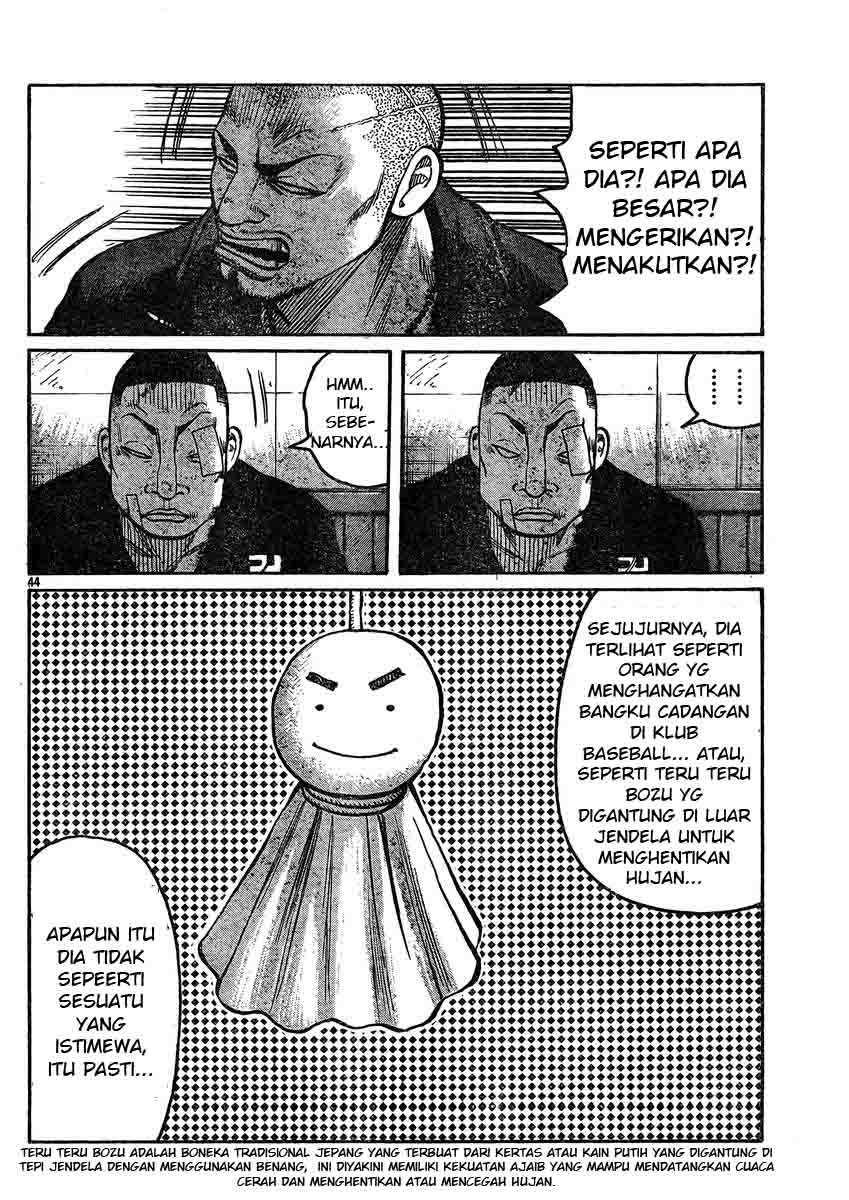 SEPERTI APA
DIA?! APA DIA
BESAR?!
MENGERIKAN?!
MENAKUTKAN?!
......
HMM..
ITU,
SEBE-
NARNYA...
44
SEJUJURNYA, DIA
TERLIHAT SEPERTI
ORANG YG
MENGHANGATKAN
BANGKU CADANGAN
DI KLUB
BASEBALL... ATAU,
SEPERTI TERU TERU
BOZU YG
DIGANTUNG DI LUAR
JENDELA UNTUK
MENGHENTIKAN
HUJAN...
APAPUN ITU
DIA TIDAK
SEPEERTI
SESUATU
YANG
ISTIMEWA,
ITU PASTI...
TERU TERU BOZU ADALAH BONEKA TRADISIONAL JEPANG YANG TERBUAT DARI KERTAS ATAU KAIN PUTIH YANG DIGANTUNG DI
TEPI JENDELA DENGAN MENGGUNAKAN BENANG, INI DIYAKINI MEMILIKI KEKUATAN AJAIB YANG MAMPU MENDATANGKAN CUACA
CERAH DAN MENGHENTIKAN ATAU MENCEGAH HUJAN.